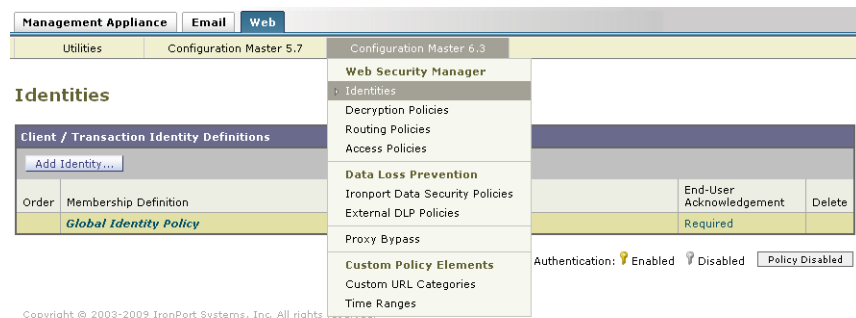 Management Appliance Email Web
Utilities Configuration Master 5.7 Configuration Master 6.3
Web Security Manager
Identities
Decryption Policies
Routing Policies
Access Policies
Data Loss Prevention
Ironport Data Security Policies
External DLP Policies
Proxy Bypass
Custom Policy Elements
Custom URL Categories
Time Ranges
Identities
Client / Transaction Identity Definitions
Add Identity...
Order Membership Definition End-User Acknowledgement Delete
Global Identity Policy Required
Authentication: Enabled Disabled Policy Disabled
Copyright © 2003-2009 IronPort Systems, Inc. All rights